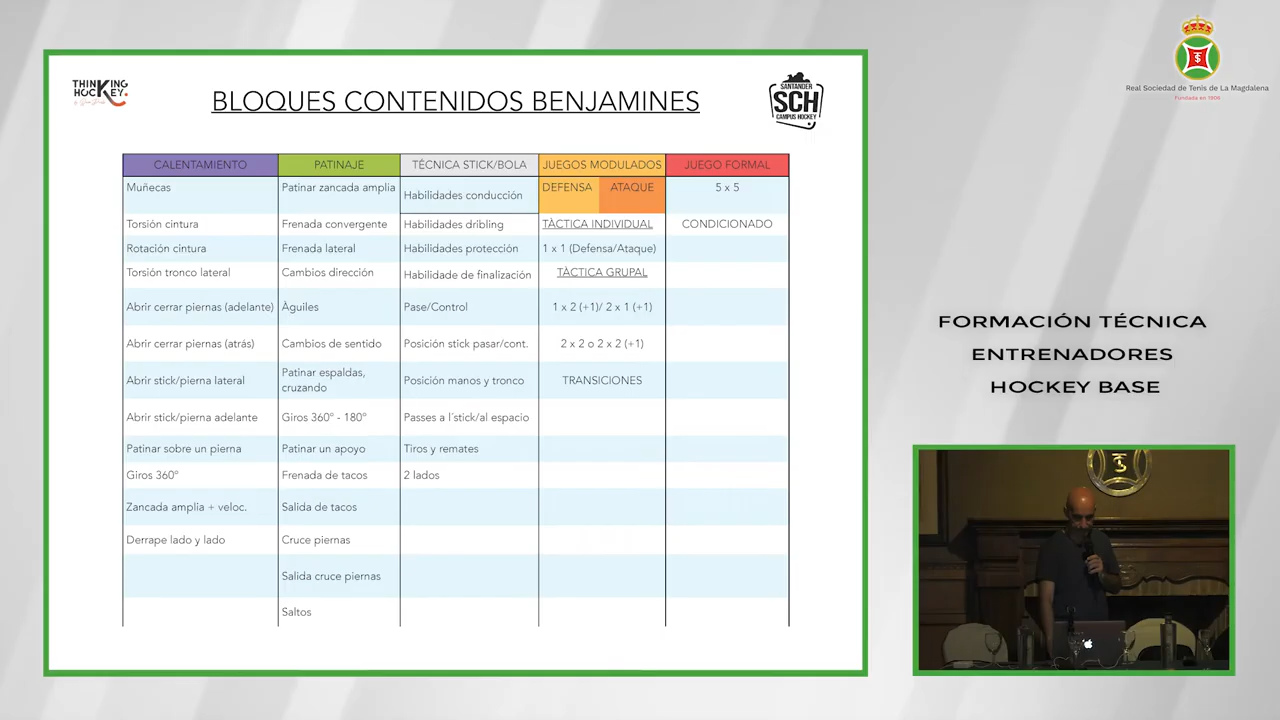 THINKING
HOCKEY.
BLOQUES CONTENIDOS BENJAMINES
SANTANDER
SCH
CAMPUS HOCKEY
Real Sociedad de Tenis de La Magdalena
Fundada en 1906
CALENTAMIENTO PATINAJE TÉCNICA STICK/BOLA JUEGOS MODULADOS JUEGO FORMAL
Muñecas Patinar zancada amplia Habilidades conducción DEFENSA ATAQUE 5 x 5
Torsión cintura Frenada convergente Habilidades dribling TÀCTICA INDIVIDUAL CONDICIONADO
Rotación cintura Frenada lateral Habilidades protección 1 x 1 (Defensa/Ataque)
Torsión tronco lateral Cambios dirección Habilidade de finalización TÀCTICA GRUPAL
Abrir cerrar piernas (adelante) Àguiles Pase/Control 1 x 2 (+1)/ 2 x 1 (+1)
Abrir cerrar piernas (atrás) Cambios de sentido Posición stick pasar/cont. 2 x 2 o 2 x 2 (+1)
Abrir stick/pierna lateral Patinar espaldas, cruzando Posición manos y tronco TRANSICIONES
Abrir stick/pierna adelante Giros 360º - 180º Passes a l´stick/al espacio
Patinar sobre un pierna Patinar un apoyo Tiros y remates
Giros 360º Frenada de tacos 2 lados
Zancada amplia + veloc. Salida de tacos
Derrape lado y lado Cruce piernas
Salida cruce piernas
Saltos
FORMACIÓN TÉCNICA
ENTRENADORES
HOCKEY BASE